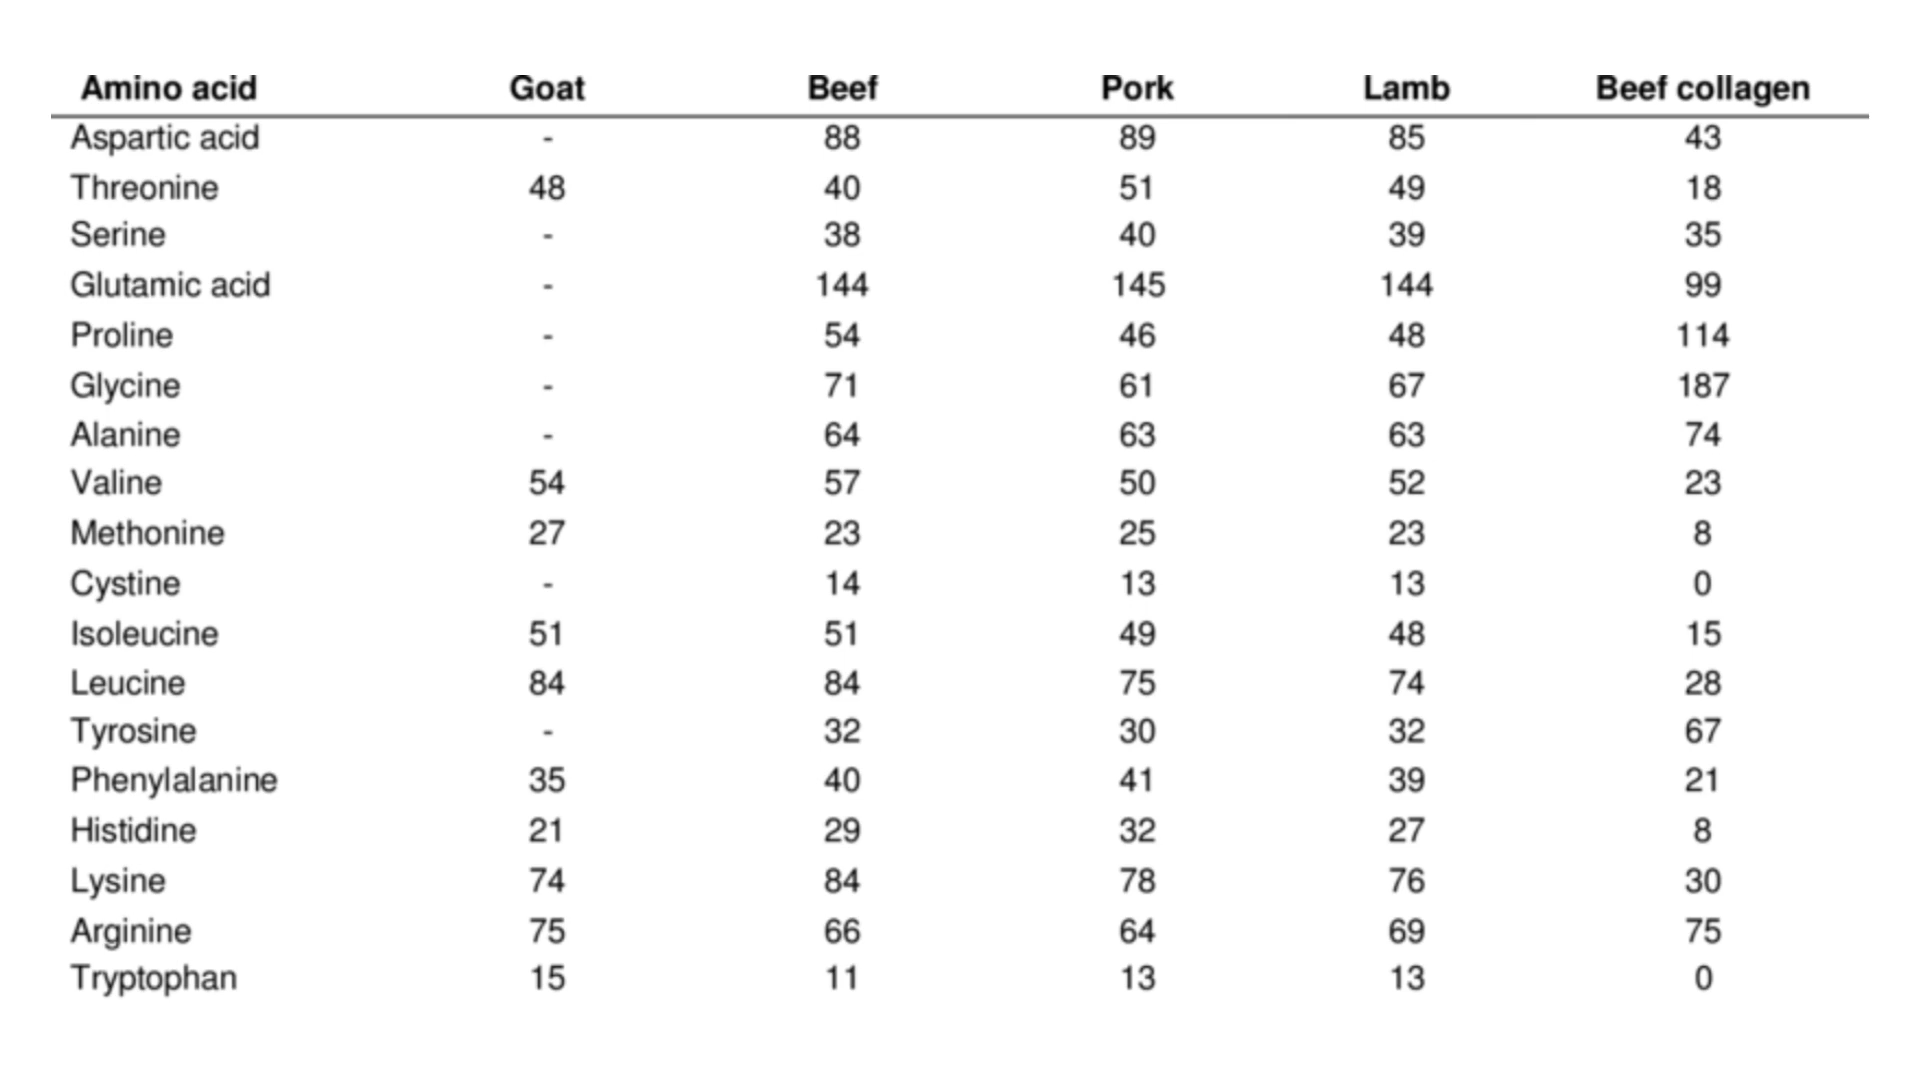 Amino acid Goat Beef Pork Lamb Beef collagen
Aspartic acid - 88 89 85 43
Threonine 48 40 51 49 18
Serine - 38 40 39 35
Glutamic acid - 144 145 144 99
Proline - 54 46 48 114
Glycine - 71 61 67 187
Alanine - 64 63 63 74
Valine 54 57 50 52 23
Methonine 27 23 25 23 8
Cystine - 14 13 13 0
Isoleucine 51 51 49 48 15
Leucine 84 84 75 74 28
Tyrosine - 32 30 32 67
Phenylalanine 35 40 41 39 21
Histidine 21 29 32 27 8
Lysine 74 84 78 76 30
Arginine 75 66 64 69 75
Tryptophan 15 11 13 13 0